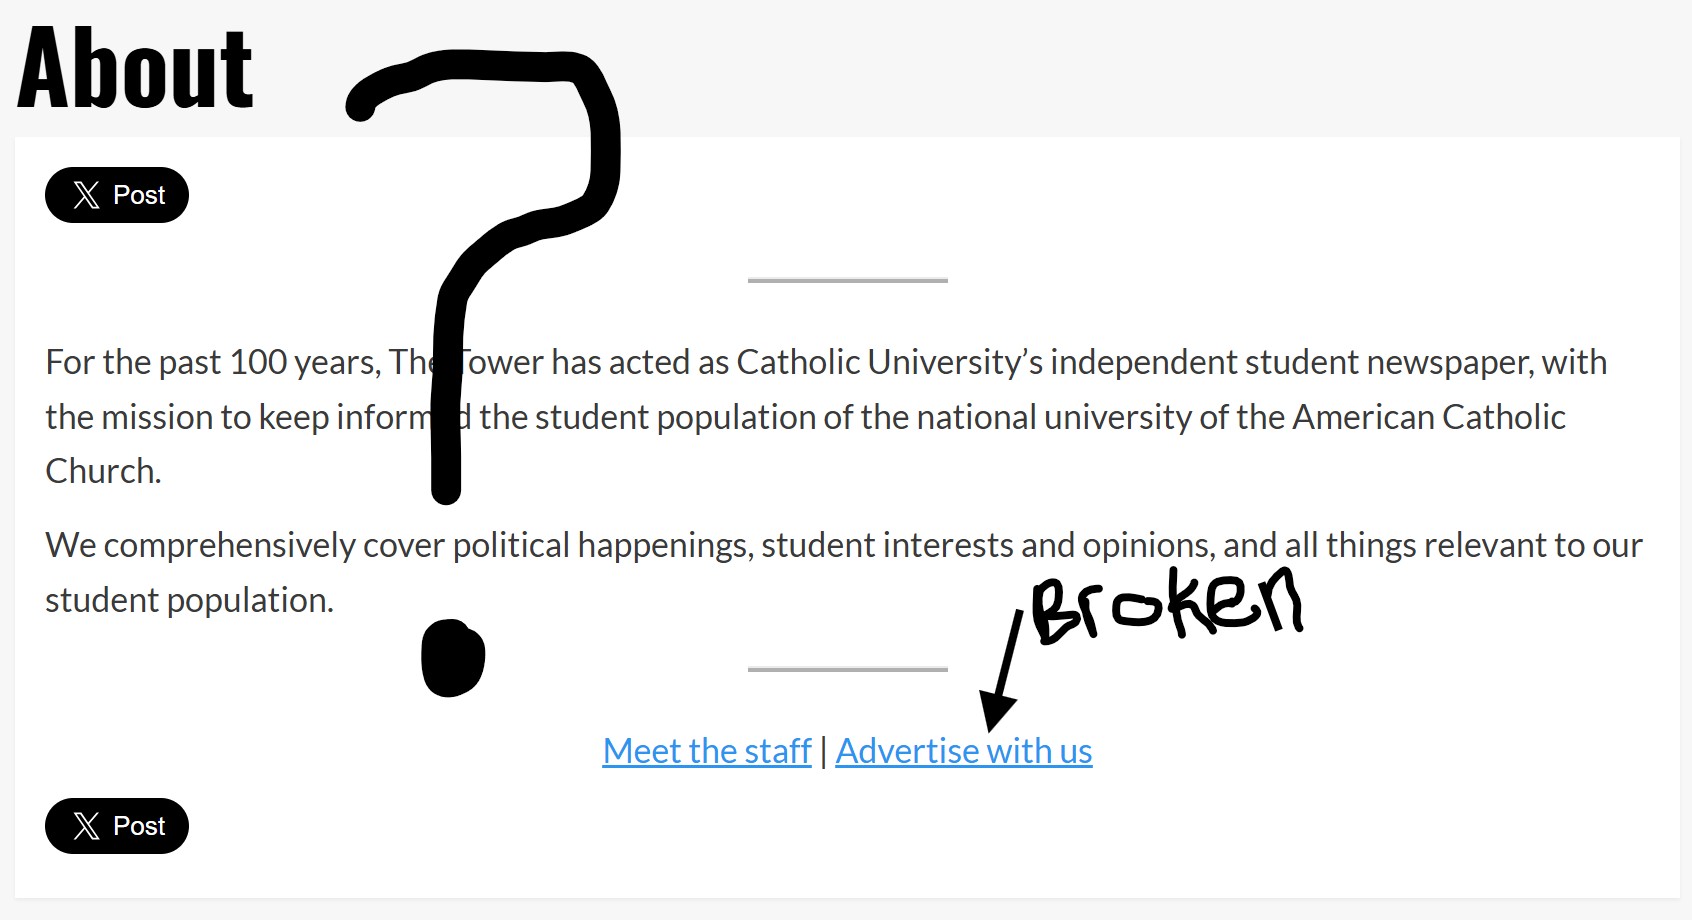 About
Post
For the past 100 years, The Tower has acted as Catholic University’s independent student newspaper, with
the mission to keep informed the student population of the national university of the American Catholic
Church.
We comprehensively cover political happenings, student interests and opinions, and all things relevant to our
student population.
?
Broken
Meet the staff | Advertise with us
Post